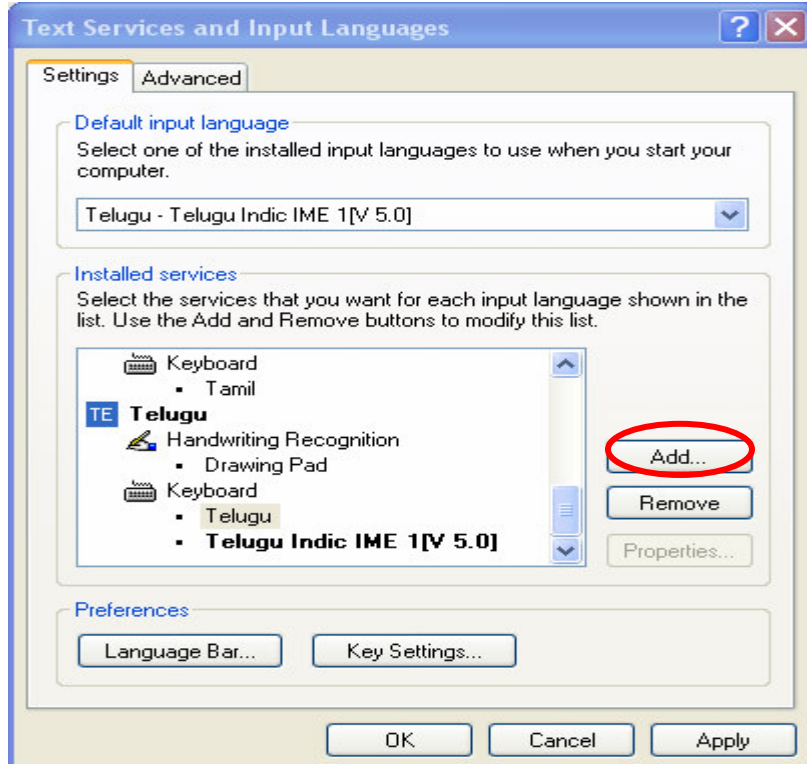 Text Services and Input Languages
Settings
Advanced
Default input language
Select one of the installed input languages to use when you start your
computer.
Telugu - Telugu Indic IME 1[V 5.0]
Installed services
Select the services that you want for each input language shown in the
list. Use the Add and Remove buttons to modify this list.
Keyboard
Tamil
TE Telugu
Handwriting Recognition
Drawing Pad
Keyboard
Telugu
Telugu Indic IME 1[V 5.0]
Add...
Remove
Properties...
Preferences
Language Bar...
Key Settings...
OK
Cancel
Apply